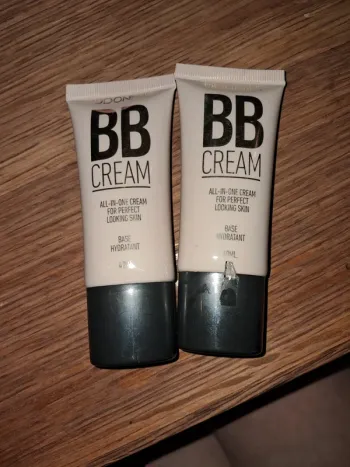 BB
CREAM
ALL-IN-ONE CREAM
FOR PERFECT
LOOKING SKIN
BASE
HYDRATANT
BB
CREAM
ALL-IN-ONE CREAM
FOR PERFECT
LOOKING SKIN
BASE
HYDRATANT